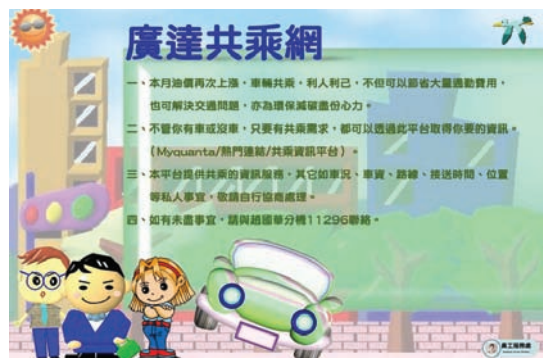 廣達共乘網
一、本月油價再次上漲，車輛共乘，利人利己，不但可以節省大量通勤費用，
也可解決交通問題，亦為環保減碳盡份心力。
二、不管你有車或沒車，只要有共乘需求，都可以透過此平台取得你要的資訊。
（Myquanta/熱門連結/共乘資訊平台）。
三、本平台提供共乘的資訊服務，其它如車況、車資、路線、接送時間、位置
等私人事宜，敬請自行協商處理。
四、如有未盡事宜，請與趙國華分機11296聯絡。
員工服務處